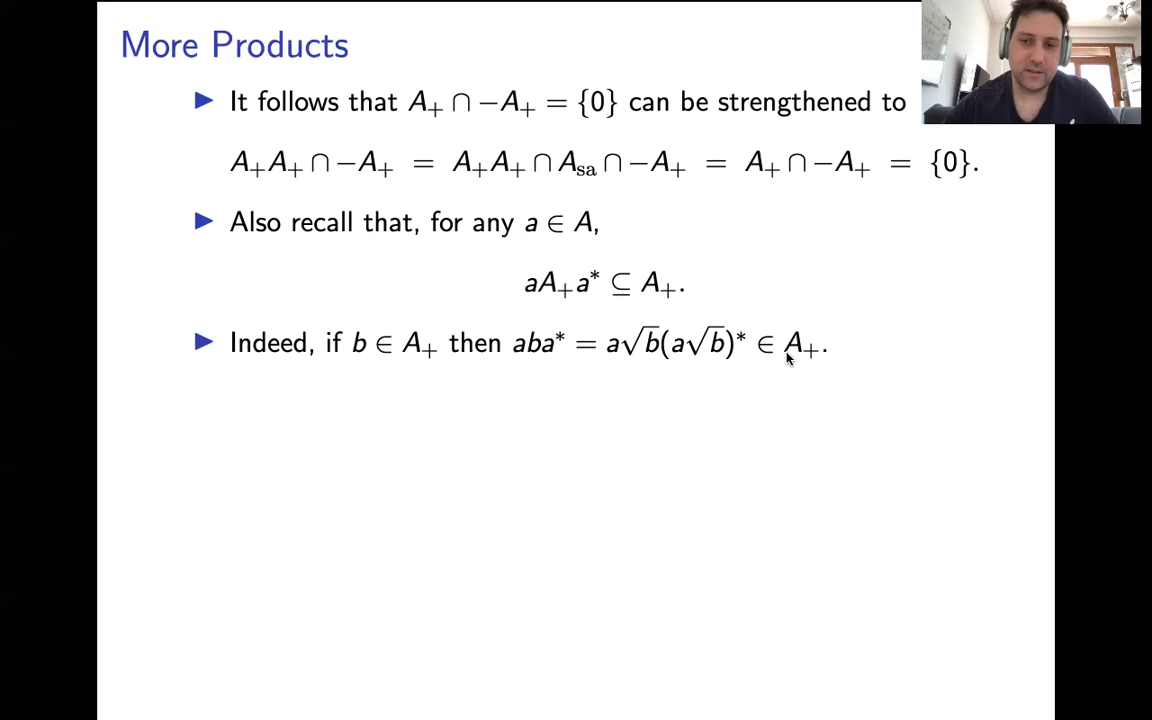 More Products
▶ It follows that A₊ ∩ −A₊ = {0} can be strengthened to
A₊A₊ ∩ −A₊ = A₊A₊ ∩ Aₛₐ ∩ −A₊ = A₊ ∩ −A₊ = {0}.
▶ Also recall that, for any a ∈ A,
aA₊a* ⊆ A₊.
▶ Indeed, if b ∈ A₊ then aba* = a√b(a√b)* ∈ A₊.